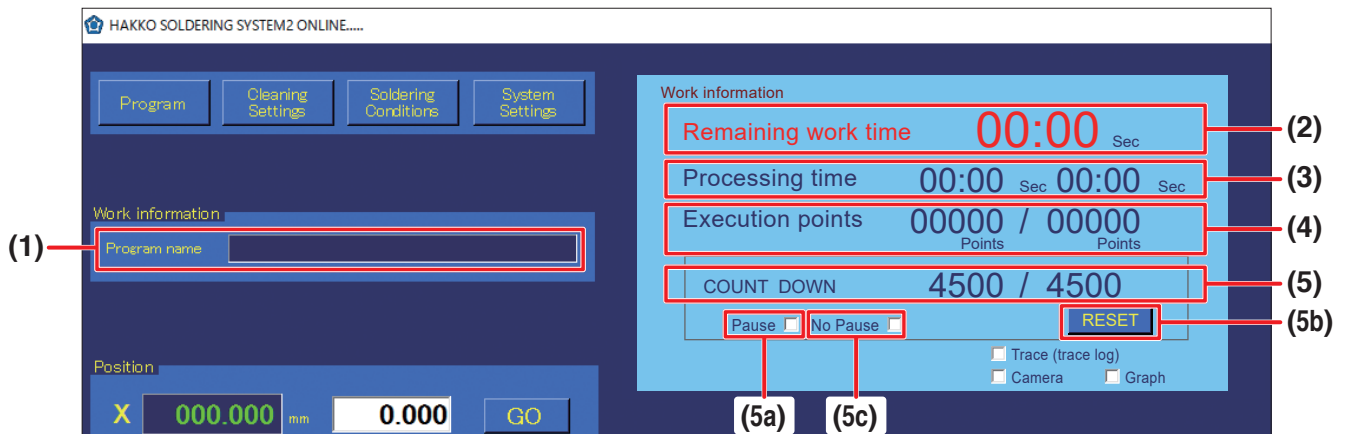 HAKKO SOLDERING SYSTEM2 ONLINE.....
Program
Cleaning
Settings
Soldering
Conditions
System
Settings
Work information
(1)
Program name
Position
X 000.000 mm 0.000 GO
Work information
Remaining work time 00:00 Sec
(2)
Processing time 00:00 Sec 00:00 Sec
(3)
Execution points 00000 / 00000
Points Points
(4)
COUNT DOWN 4500 / 4500
(5)
Pause No Pause RESET
(5b)
Trace (trace log)
Camera Graph
(5a) (5c)